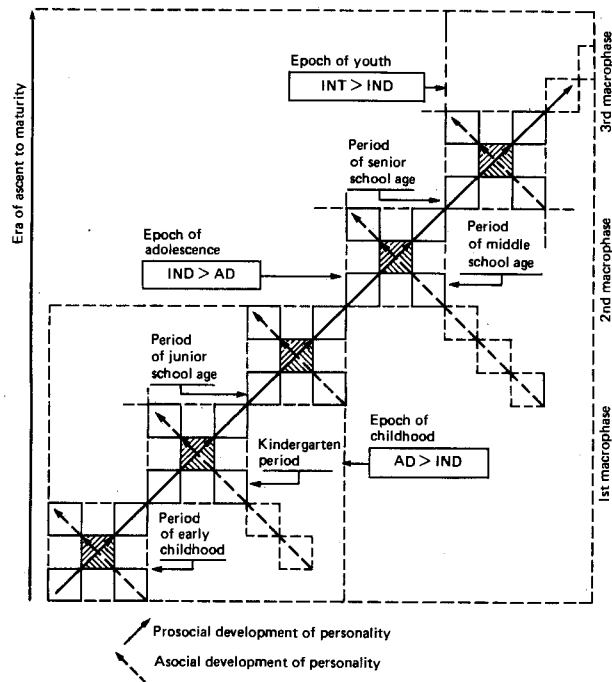 Era of ascent to maturity
Epoch of youth
INT > IND
3rd macrophase
Period
of senior
school age
Epoch of
adolescence
IND > AD
Period
of middle
school age
2nd macrophase
Period
of junior
school age
Kindergarten
period
Epoch of
childhood
AD > IND
1st macrophase
Period
of early
childhood
Prosocial development of personality
Asocial development of personality